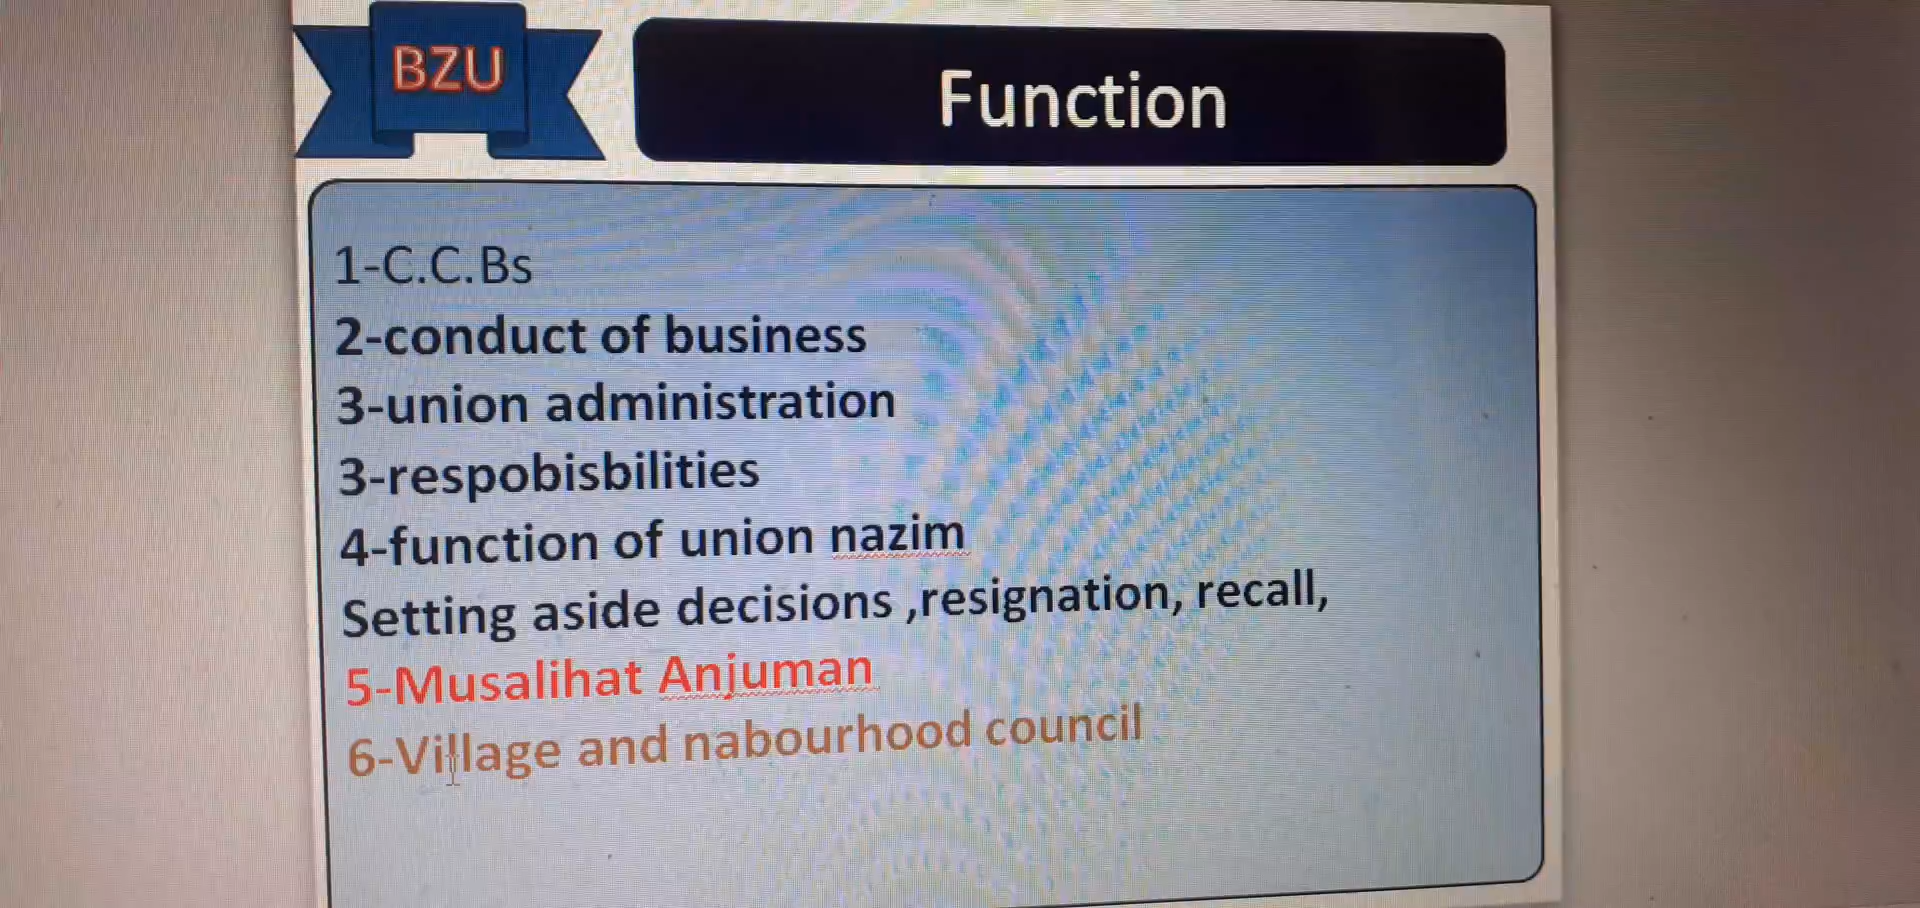 BZU
Function
1-C.C.Bs
2-conduct of business
3-union administration
3-respobisbilities
4-function of union nazim
Setting aside decisions ,resignation, recall,
5-Musalihat Anjuman
6-Village and nabourhood council